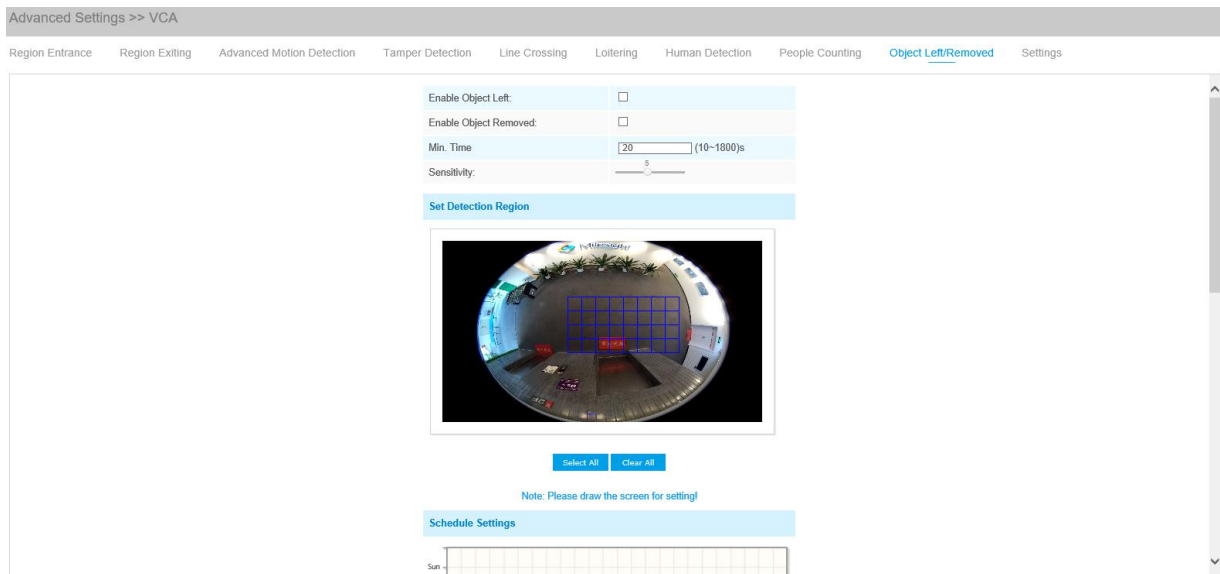 Advanced Settings >> VCA
Region Entrance Region Exiting Advanced Motion Detection Tamper Detection Line Crossing Loitering Human Detection People Counting Object Left/Removed Settings
Enable Object Left:
Enable Object Removed:
Min. Time 20 (10~1800)s
5
Sensitivity:
Set Detection Region
Select All Clear All
Note: Please draw the screen for setting!
Schedule Settings
Sun